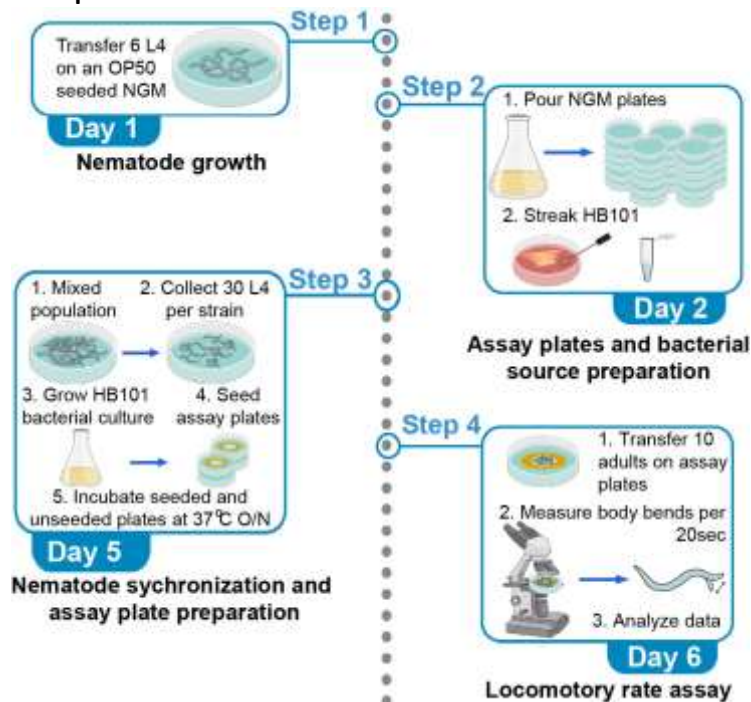 Step 1
Transfer 6 L4
on an OP50
seeded NGM
Day 1
Nematode growth
Step 2
1. Pour NGM plates
2. Streak HB101
Day 2
Assay plates and bacterial
source preparation
Step 3
1. Mixed
population
2. Collect 30 L4
per strain
3. Grow HB101
bacterial culture
4. Seed
assay plates
5. Incubate seeded and
unseeded plates at 37°C O/N
Day 5
Nematode sychronization and
assay plate preparation
Step 4
1. Transfer 10
adults on assay
plates
2. Measure body bends per
20sec
3. Analyze data
Day 6
Locomotory rate assay